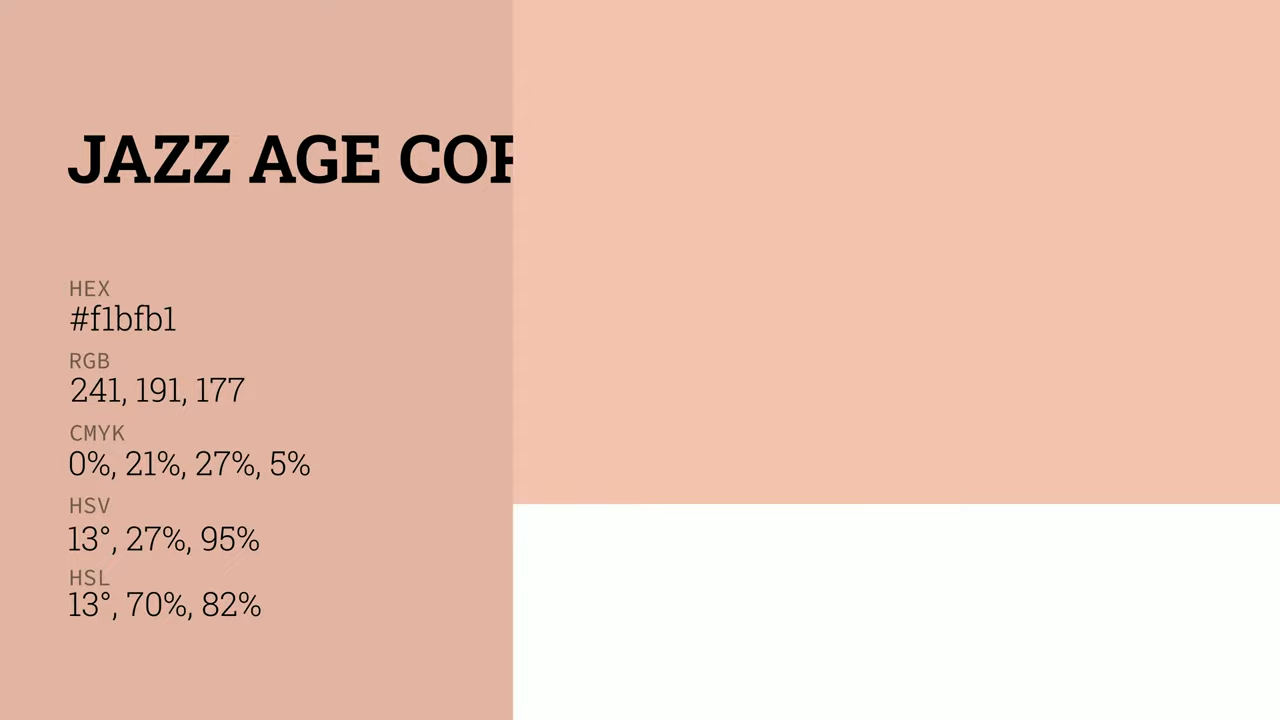 JAZZ AGE
HEX
#f1bfb1
RGB
241, 191, 177
CMYK
0%, 21%, 27%, 5%
HSV
13°, 27%, 95%
HSL
13°, 70%, 82%